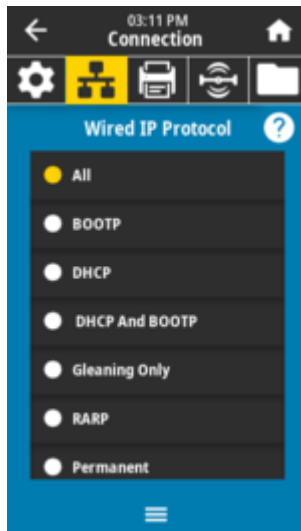 03:11 PM
Connection
Wired IP Protocol
?
All
BOOTP
DHCP
DHCP And BOOTP
Gleaning Only
RARP
Permanent